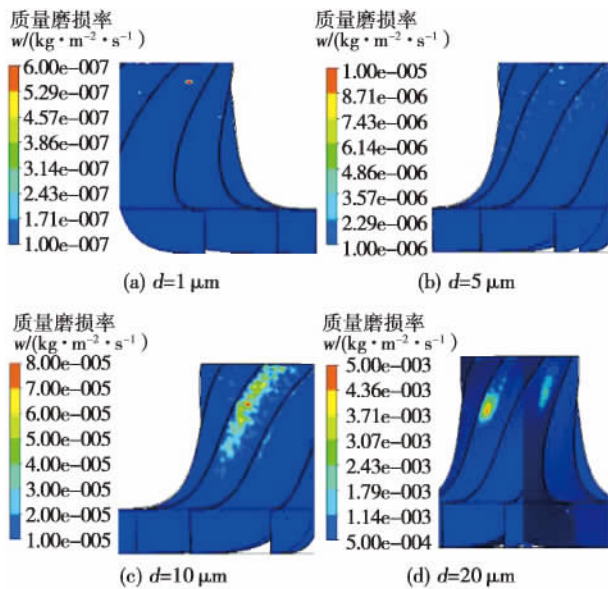 质量磨损率
w/(kg·m⁻²·s⁻¹)
6.00e-007
5.29e-007
4.57e-007
3.86e-007
3.14e-007
2.43e-007
1.71e-007
1.00e-007
(a) d=1 μm
质量磨损率
w/(kg·m⁻²·s⁻¹)
1.00e-005
8.71e-006
7.43e-006
6.14e-006
4.86e-006
3.57e-006
2.29e-006
1.00e-006
(b) d=5 μm
质量磨损率
w/(kg·m⁻²·s⁻¹)
8.00e-005
7.00e-005
6.00e-005
5.00e-005
4.00e-005
3.00e-005
2.00e-005
1.00e-005
(c) d=10 μm
质量磨损率
w/(kg·m⁻²·s⁻¹)
5.00e-003
4.36e-003
3.71e-003
3.07e-003
2.43e-003
1.79e-003
1.14e-003
5.00e-004
(d) d=20 μm